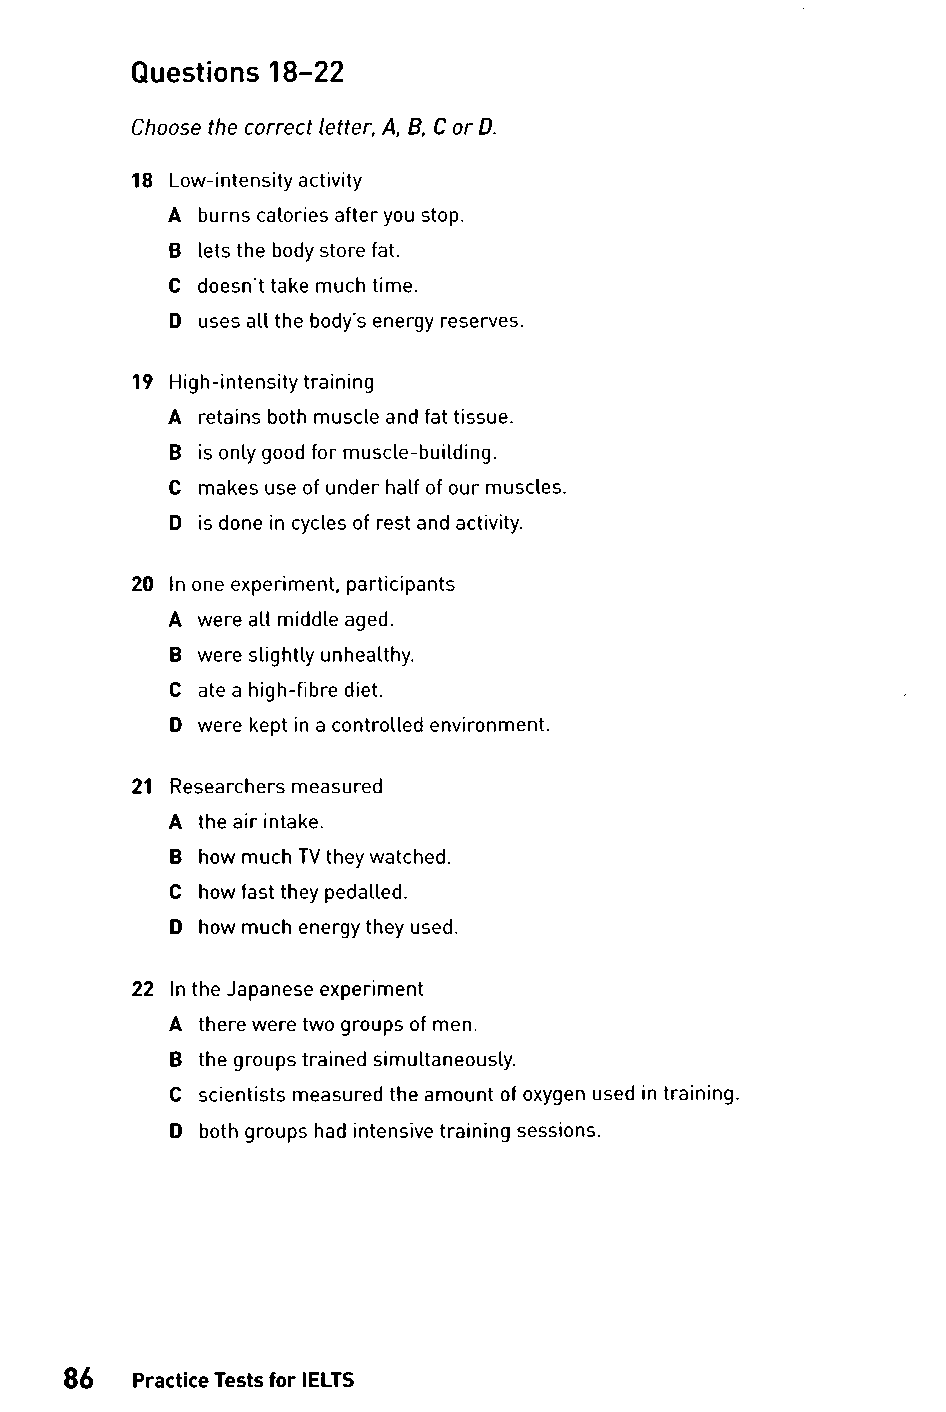 Questions 18–22
Choose the correct letter, A, B, C or D.
18 Low-intensity activity
A burns calories after you stop.
B lets the body store fat.
C doesn't take much time.
D uses all the body's energy reserves.
19 High-intensity training
A retains both muscle and fat tissue.
B is only good for muscle-building.
C makes use of under half of our muscles.
D is done in cycles of rest and activity.
20 In one experiment, participants
A were all middle aged.
B were slightly unhealthy.
C ate a high-fibre diet.
D were kept in a controlled environment.
21 Researchers measured
A the air intake.
B how much TV they watched.
C how fast they pedalled.
D how much energy they used.
22 In the Japanese experiment
A there were two groups of men.
B the groups trained simultaneously.
C scientists measured the amount of oxygen used in training.
D both groups had intensive training sessions.
86 Practice Tests for IELTS